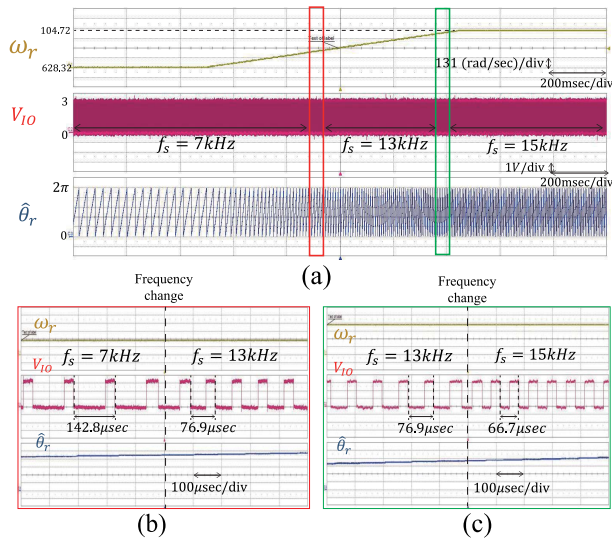 104.72
Text on label
ω_r
628.32
131 (rad/sec)/div
200msec/div
V_IO
3
0
f_s = 7kHz
f_s = 13kHz
f_s = 15kHz
1V/div
200msec/div
2π
θ̂_r
0
(a)
Frequency
change
Frequency
change
ω_r
f_s = 7kHz
f_s = 13kHz
V_IO
142.8μsec
76.9μsec
θ̂_r
100μsec/div
(b)
ω_r
f_s = 13kHz
f_s = 15kHz
V_IO
76.9μsec
66.7μsec
θ̂_r
100μsec/div
(c)